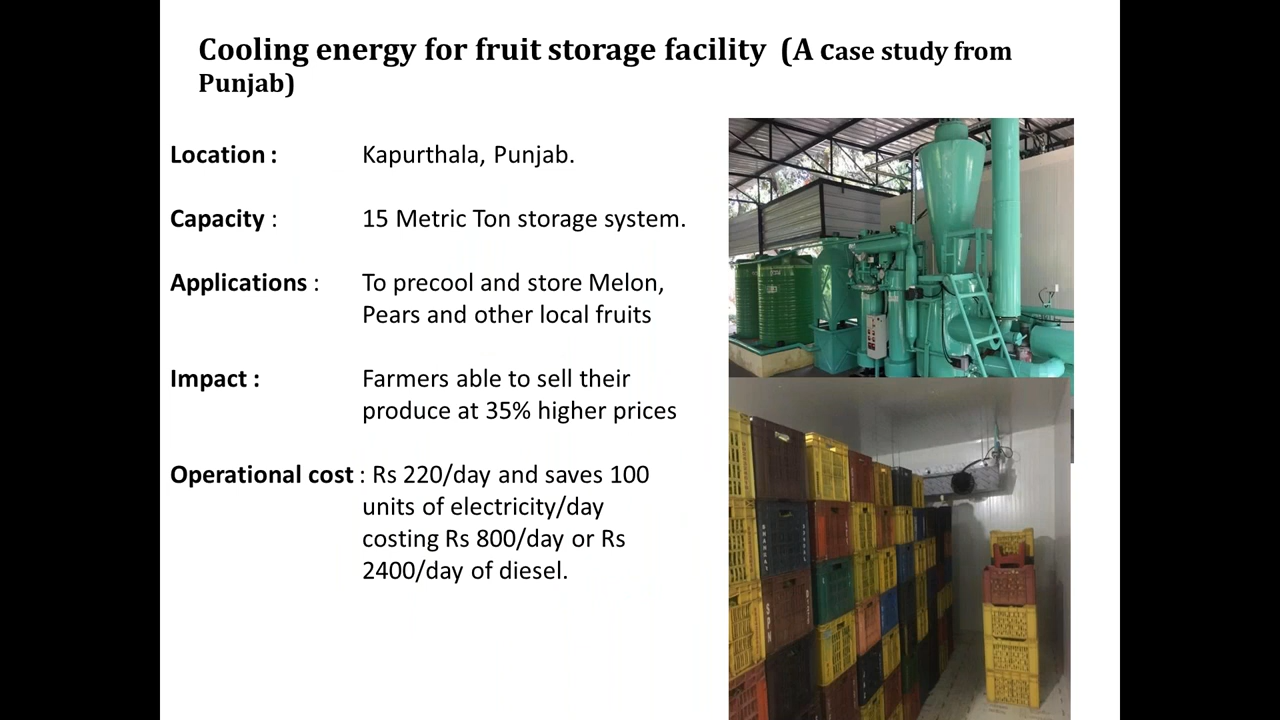 Cooling energy for fruit storage facility (A case study from
Punjab)
Location : Kapurthala, Punjab.
Capacity : 15 Metric Ton storage system.
Applications : To precool and store Melon,
Pears and other local fruits
Impact : Farmers able to sell their
produce at 35% higher prices
Operational cost : Rs 220/day and saves 100
units of electricity/day
costing Rs 800/day or Rs
2400/day of diesel.